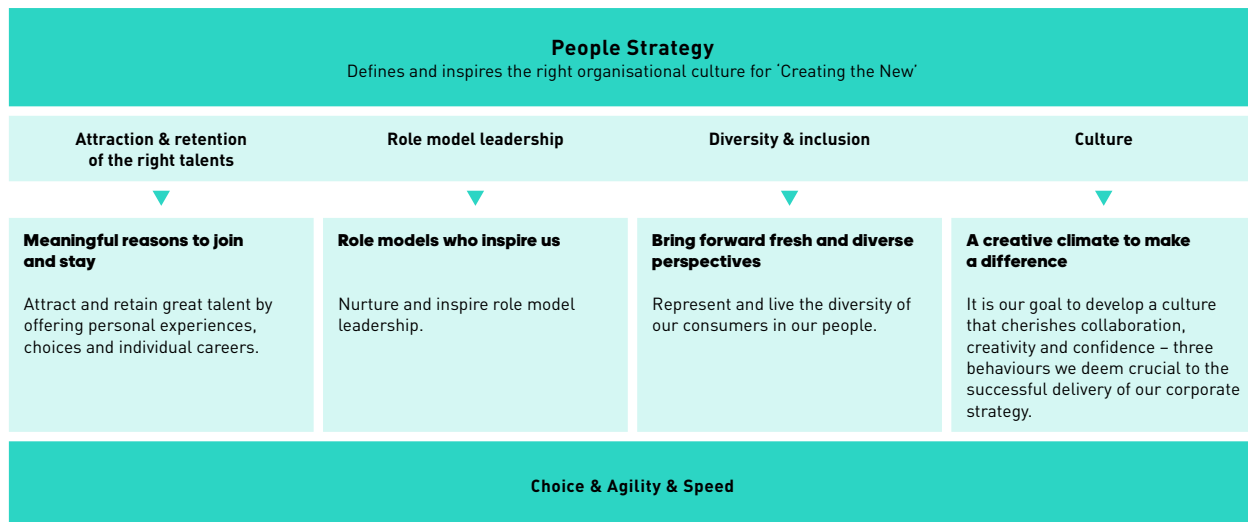 People Strategy
Defines and inspires the right organisational culture for ‘Creating the New’
Attraction & retention
of the right talents
Role model leadership
Diversity & inclusion
Culture
Meaningful reasons to join
and stay
Attract and retain great talent by
offering personal experiences,
choices and individual careers.
Role models who inspire us
Nurture and inspire role model
leadership.
Bring forward fresh and diverse
perspectives
Represent and live the diversity of
our consumers in our people.
A creative climate to make
a difference
It is our goal to develop a culture
that cherishes collaboration,
creativity and confidence – three
behaviours we deem crucial to the
successful delivery of our corporate
strategy.
Choice & Agility & Speed